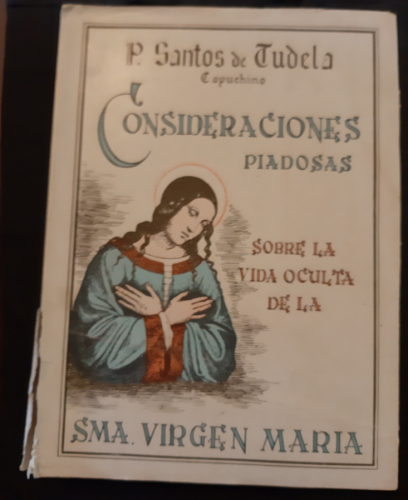 P. Santos de Tudela
Capuchino
CONSIDERACIONES
PIADOSAS
SOBRE LA
VIDA OCULTA
DE LA
SMA. VIRGEN MARIA